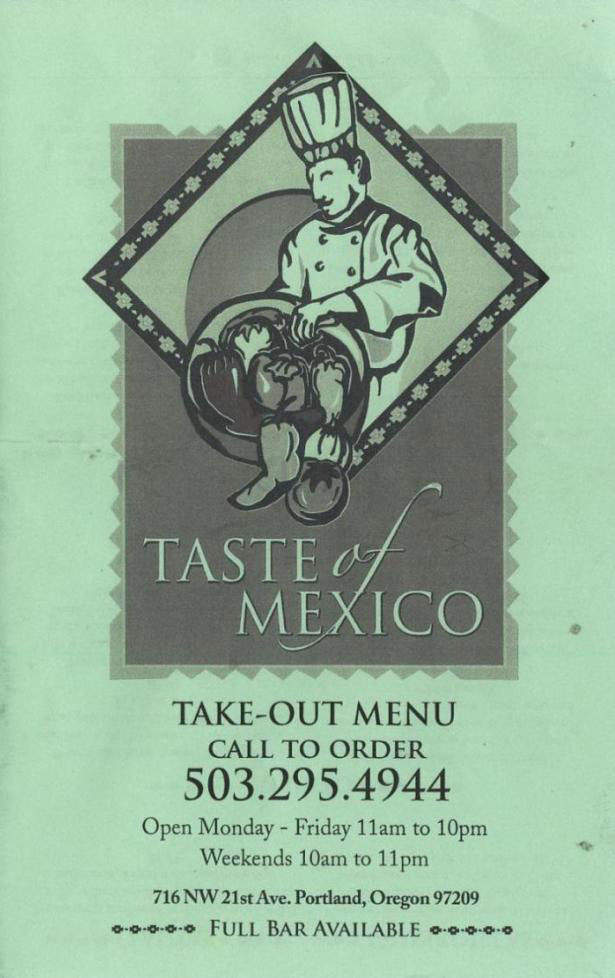 TASTE of
MEXICO
TAKE-OUT MENU
CALL TO ORDER
503.295.4944
Open Monday - Friday 11am to 10pm
Weekends 10am to 11pm
716 NW 21st Ave. Portland, Oregon 97209
FULL BAR AVAILABLE